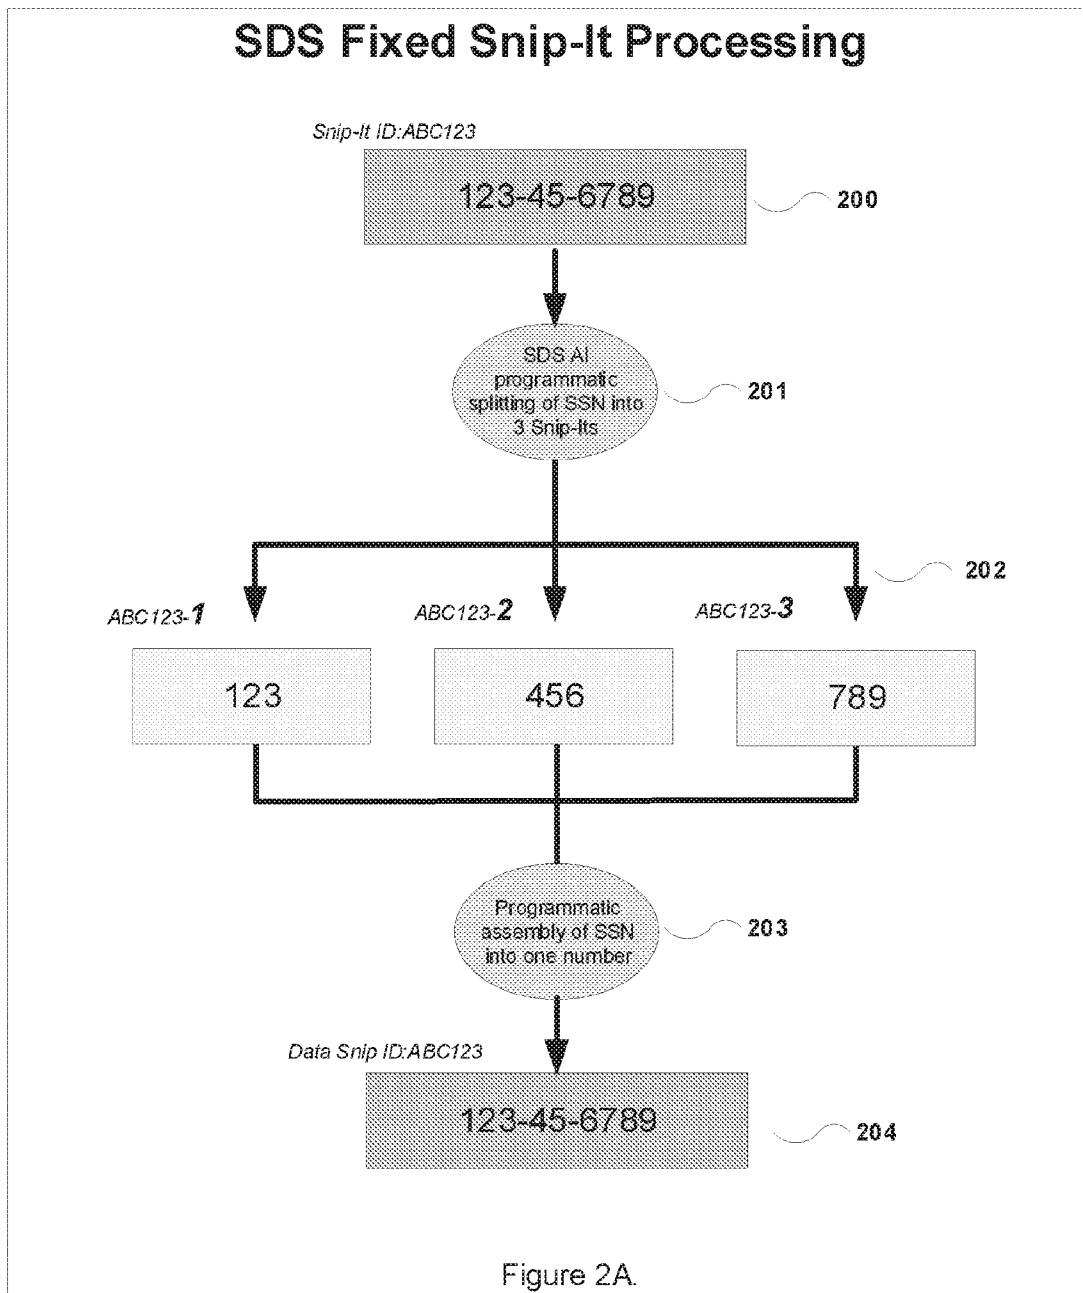 SDS Fixed Snip-It Processing
Snip-It ID:ABC123
123-45-6789
200
SDS AI
programmatic
splitting of SSN into
3 Snip-Its
201
202
ABC123-1
ABC123-2
ABC123-3
123
456
789
Programmatic
assembly of SSN
into one number
203
Data Snip ID:ABC123
123-45-6789
204
Figure 2A.